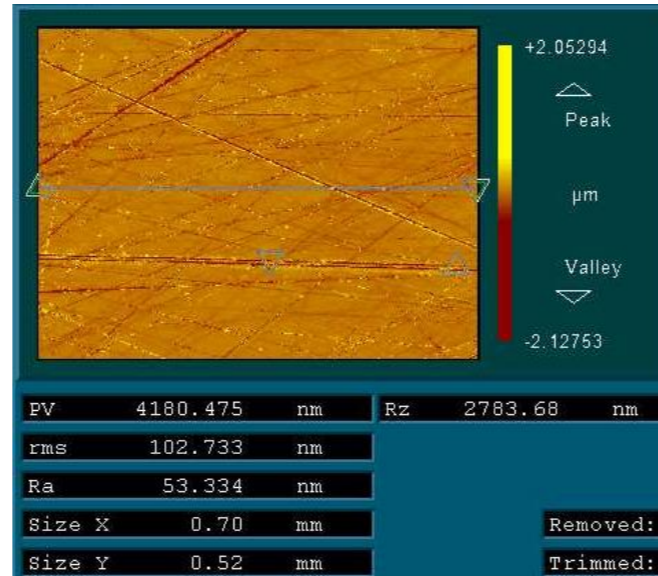 +2.05294
Peak
µm
Valley
-2.12753
PV 4180.475 nm Rz 2783.68 nm
rms 102.733 nm
Ra 53.334 nm
Size X 0.70 mm Removed:
Size Y 0.52 mm Trimmed: